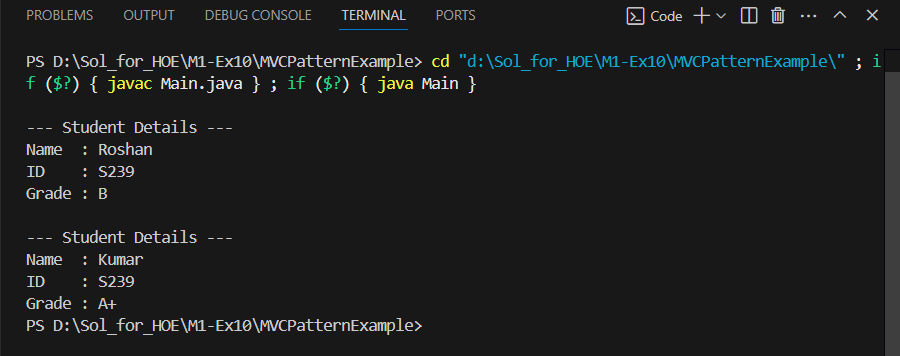 PROBLEMS OUTPUT DEBUG CONSOLE TERMINAL PORTS Code
PS D:\Sol_for_HOE\M1-Ex10\MVCPatternExample> cd "d:\Sol_for_HOE\M1-Ex10\MVCPatternExample\" ; i
f ($?) { javac Main.java } ; if ($?) { java Main }
--- Student Details ---
Name  : Roshan
ID    : S239
Grade : B
--- Student Details ---
Name  : Kumar
ID    : S239
Grade : A+
PS D:\Sol_for_HOE\M1-Ex10\MVCPatternExample>